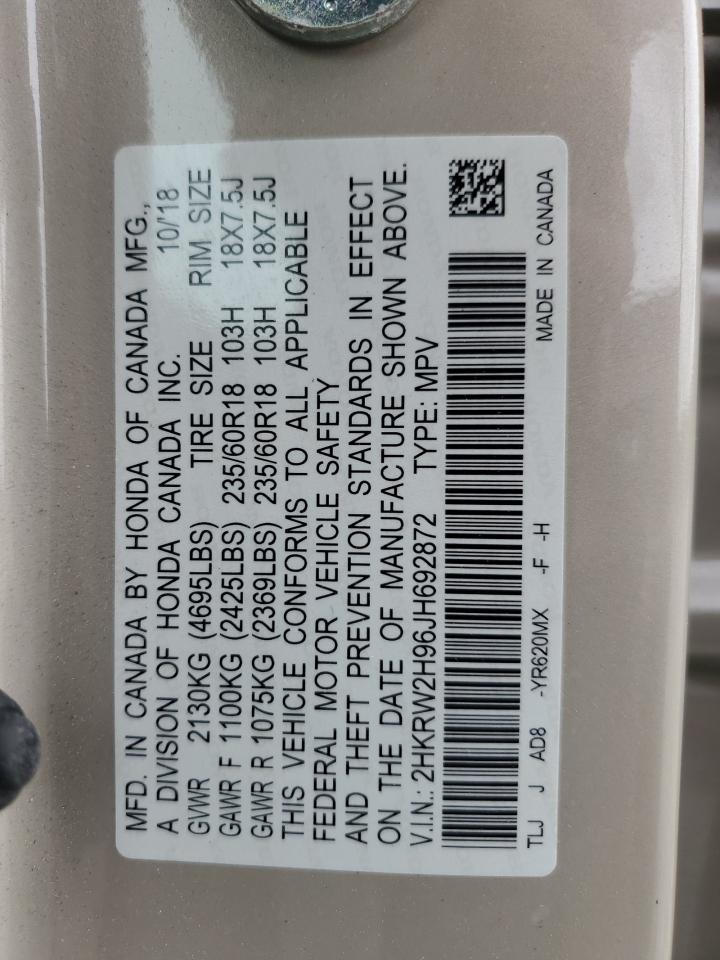 MFD. IN CANADA BY HONDA OF CANADA MFG.,
A DIVISION OF HONDA CANADA INC. 10/'18
GVWR 2130KG (4695LBS) TIRE SIZE RIM SIZE
GAWR F 1100KG (2425LBS) 235/60R18 103H 18X7.5J
GAWR R 1075KG (2369LBS) 235/60R18 103H 18X7.5J
THIS VEHICLE CONFORMS TO ALL APPLICABLE
FEDERAL MOTOR VEHICLE SAFETY
AND THEFT PREVENTION STANDARDS IN EFFECT
ON THE DATE OF MANUFACTURE SHOWN ABOVE.
V.I.N.: 2HKRW2H96JH692872 TYPE: MPV
TLJ J AD8 -YR620MX -F -H MADE IN CANADA